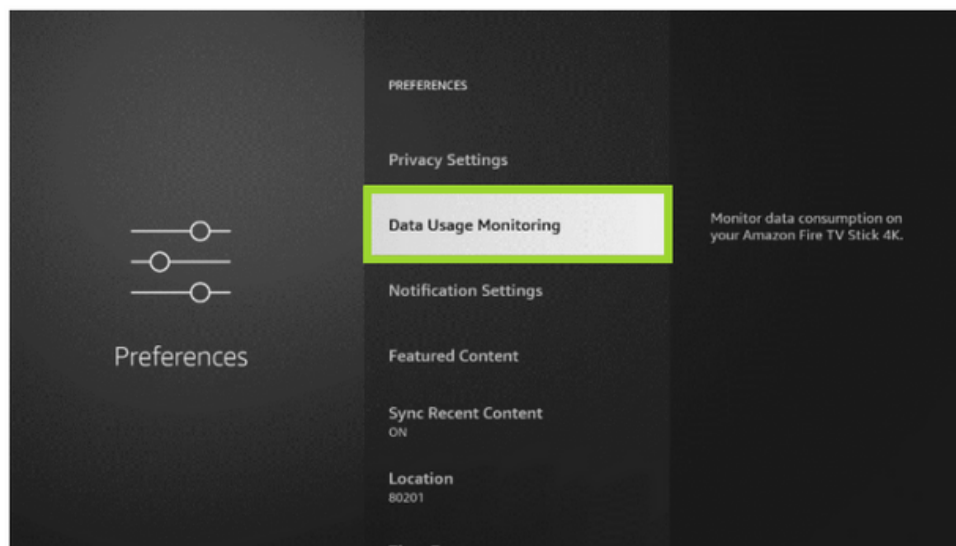 PREFERENCES
Privacy Settings
Data Usage Monitoring
Monitor data consumption on
your Amazon Fire TV Stick 4K.
Notification Settings
Preferences
Featured Content
Sync Recent Content
ON
Location
80201